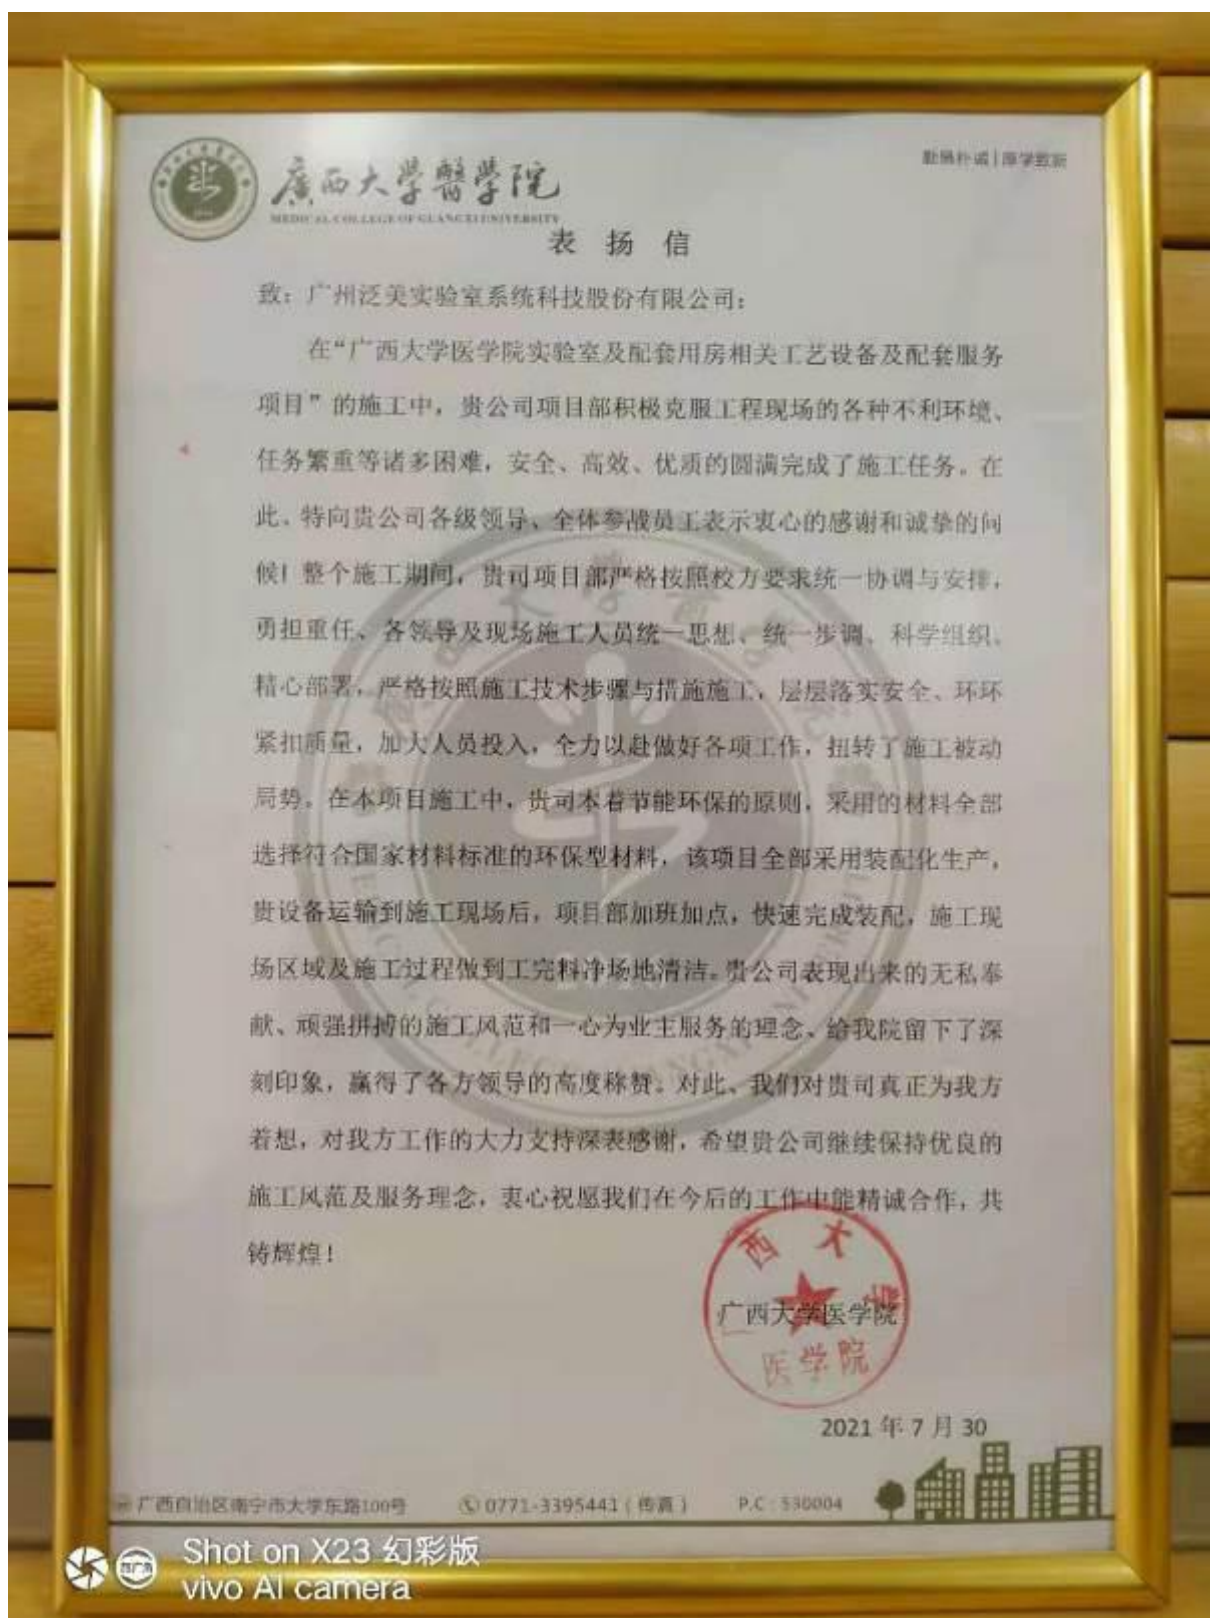 勤恳朴诚|厚学致新
廣西大學醫學院
MEDICAL COLLEGE OF GUANGXI UNIVERSITY
表 扬 信
致：广州泛美实验室系统科技股份有限公司：
在“广西大学医学院实验室及配套用房相关工艺设备及配套服务
项目”的施工中，贵公司项目部积极克服工程现场的各种不利环境、
任务繁重等诸多困难，安全、高效、优质的圆满完成了施工任务。在
此、特向贵公司各级领导、全体参战员工表示衷心的感谢和诚挚的问
候！整个施工期间，贵司项目部严格按照校方要求统一协调与安排，
勇担重任、各领导及现场施工人员统一思想、统一步调、科学组织、
精心部署，严格按照施工技术步骤与措施施工，层层落实安全、环环
紧扣质量，加大人员投入，全力以赴做好各项工作，扭转了施工被动
局势。在本项目施工中，贵司本着节能环保的原则，采用的材料全部
选择符合国家材料标准的环保型材料，该项目全部采用装配化生产，
贵设备运输到施工现场后，项目部加班加点，快速完成装配，施工现
场区域及施工过程做到工完料净场地清洁。贵公司表现出来的无私奉
献、顽强拼搏的施工风范和一心为业主服务的理念、给我院留下了深
刻印象，赢得了各方领导的高度称赞。对此、我们对贵司真正为我方
着想，对我方工作的大力支持深表感谢，希望贵公司继续保持优良的
施工风范及服务理念，衷心祝愿我们在今后的工作中能精诚合作，共
铸辉煌！
西大学
广西大学医学院
医学院
2021 年 7 月 30
广西自治区南宁市大学东路100号 0771-3395441（传真） P.C：530004
Shot on X23 幻彩版
vivo AI camera